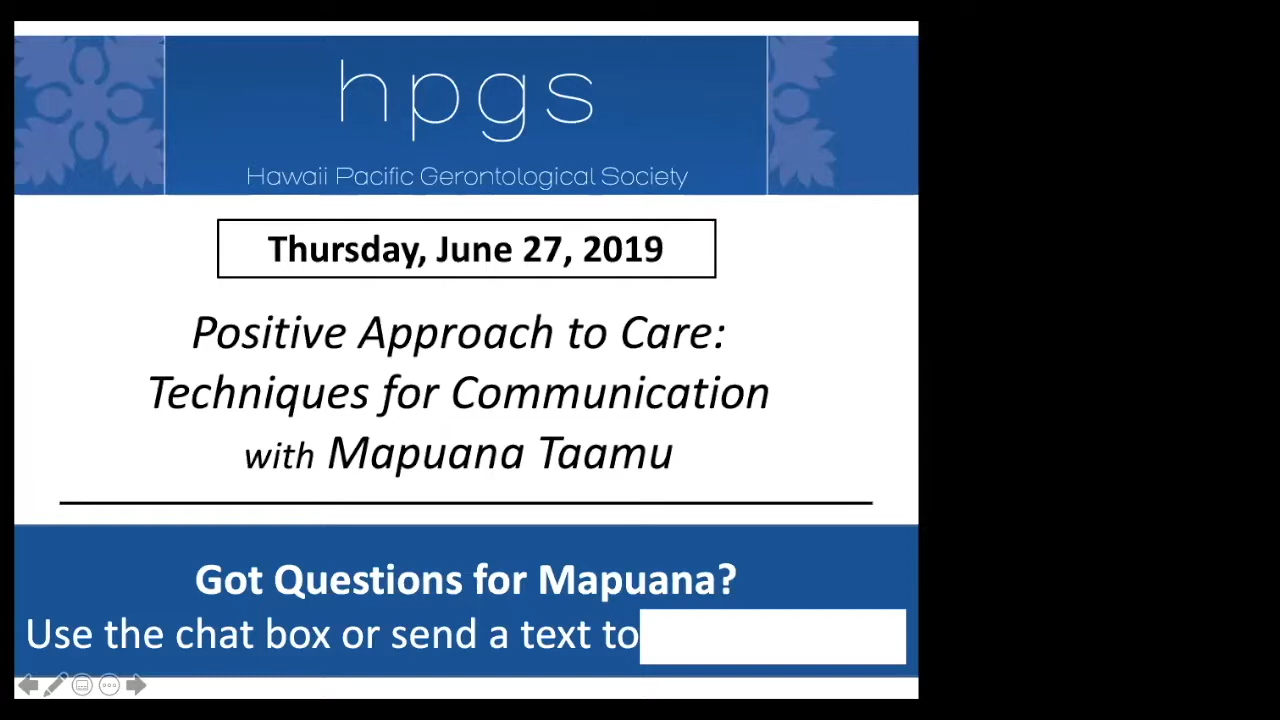 hpgs
Hawaii Pacific Gerontological Society
Thursday, June 27, 2019
Positive Approach to Care:
Techniques for Communication
with Mapuana Taamu
Got Questions for Mapuana?
Use the chat box or send a text to